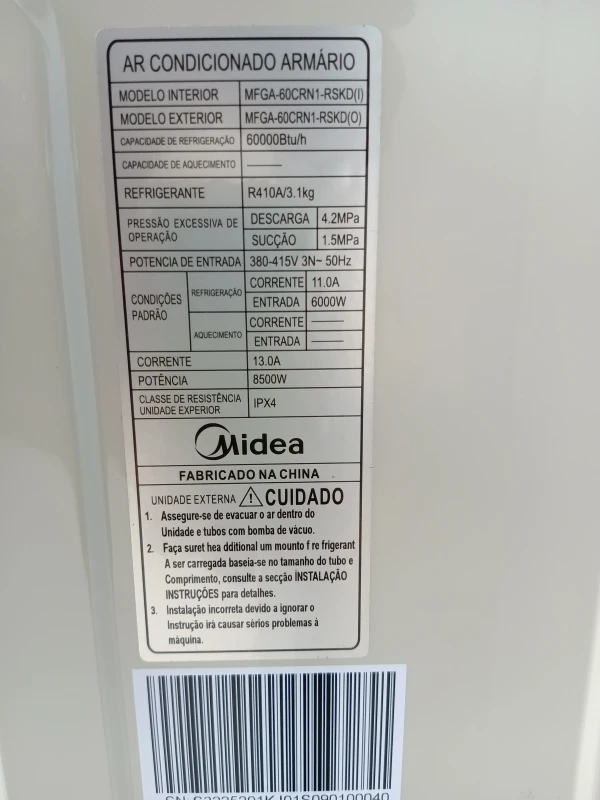 AR CONDICIONADO ARMÁRIO
MODELO INTERIOR MFGA-60CRN1-RSKD(I)
MODELO EXTERIOR MFGA-60CRN1-RSKD(O)
CAPACIDADE DE REFRIGERAÇÃO 60000Btu/h
CAPACIDADE DE AQUECIMENTO ———
REFRIGERANTE R410A/3.1kg
PRESSÃO EXCESSIVA DE OPERAÇÃO DESCARGA 4.2MPa
SUCÇÃO 1.5MPa
POTENCIA DE ENTRADA 380-415V 3N~ 50Hz
CONDIÇÕES PADRÃO REFRIGERAÇÃO CORRENTE 11.0A
ENTRADA 6000W
AQUECIMENTO CORRENTE ———
ENTRADA ———
CORRENTE 13.0A
POTÊNCIA 8500W
CLASSE DE RESISTÊNCIA UNIDADE EXPERIOR IPX4
Midea
FABRICADO NA CHINA
UNIDADE EXTERNA CUIDADO
1. Assegure-se de evacuar o ar dentro do
Unidade e tubos com bomba de vácuo.
2. Faça suret hea dditional um mounto f re frigerant
A ser carregada baseia-se no tamanho do tubo e
Comprimento, consulte a secção INSTALAÇÃO
INSTRUÇÕES para detalhes.
3. Instalação incorreta devido a ignorar o
Instrução irá causar sérios problemas à
máquina.